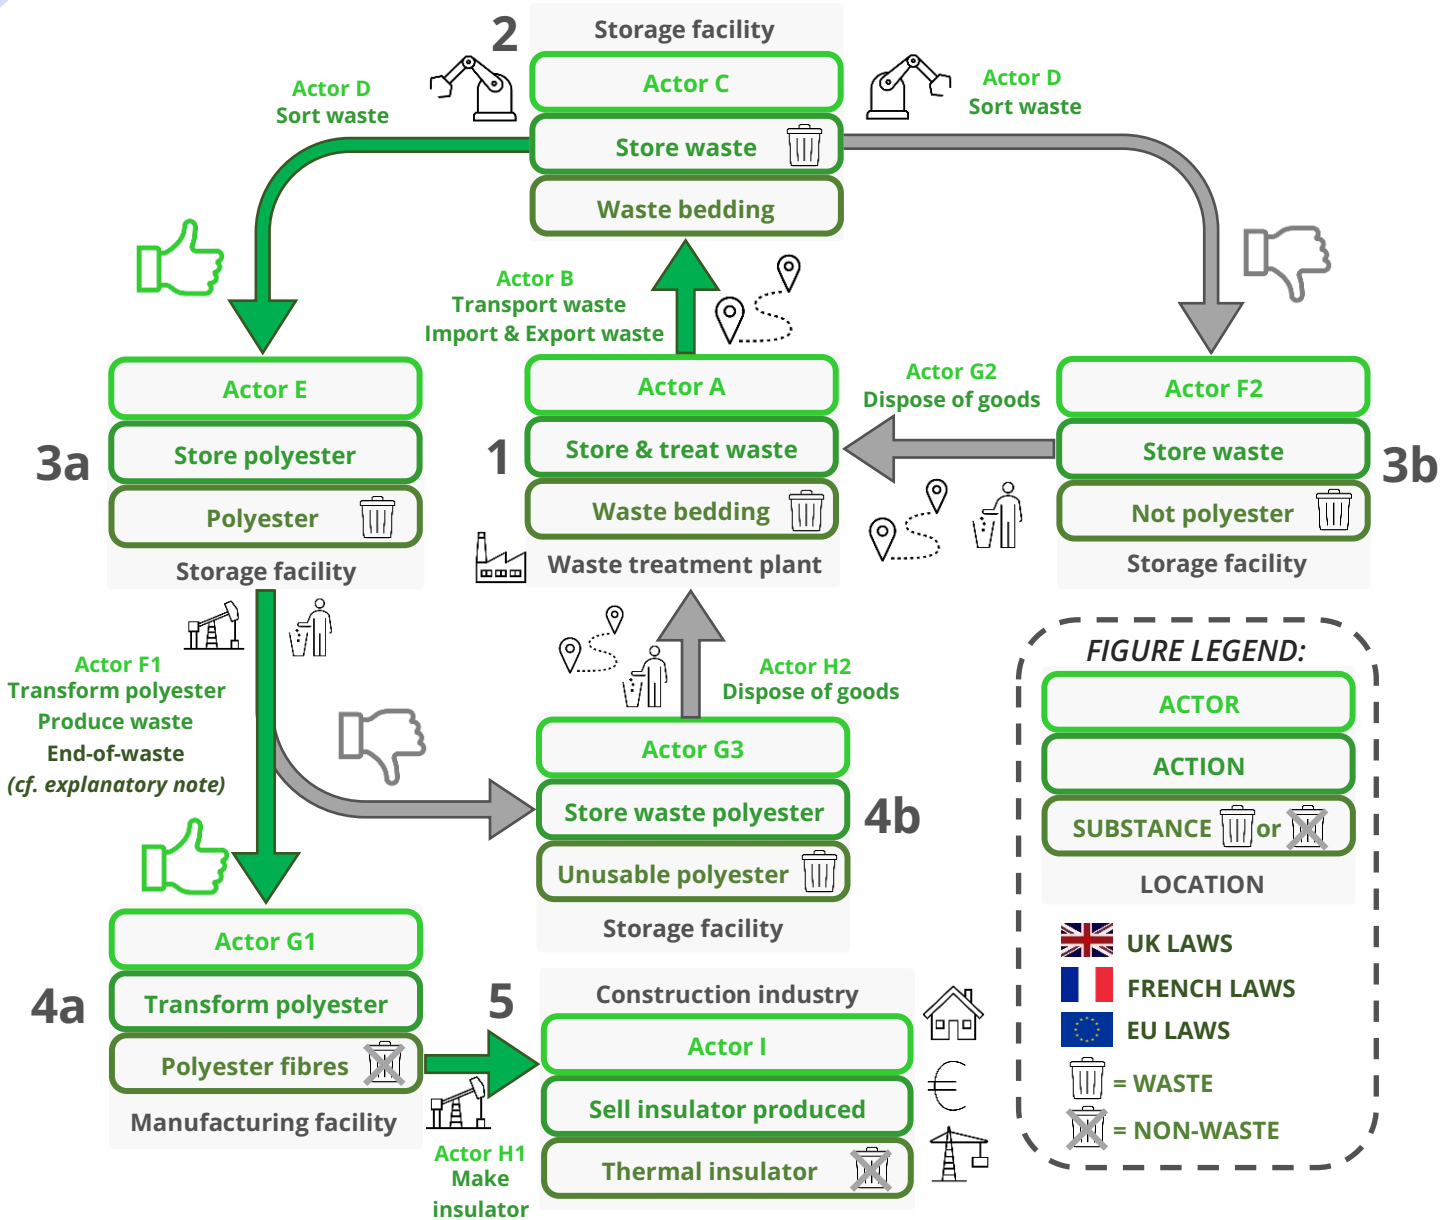 2
Storage facility
Actor C
Store waste
Waste bedding
Actor D
Sort waste
Actor D
Sort waste
Actor B
Transport waste
Import & Export waste
Actor E
Store polyester
Polyester
Storage facility
3a
1
Actor A
Store & treat waste
Waste bedding
Waste treatment plant
Actor G2
Dispose of goods
Actor F2
Store waste
Not polyester
Storage facility
3b
Actor F1
Transform polyester
Produce waste
End-of-waste
(cf. explanatory note)
Actor H2
Dispose of goods
Actor G3
Store waste polyester
Unusable polyester
Storage facility
4b
4a
Actor G1
Transform polyester
Polyester fibres
Manufacturing facility
Actor H1
Make
insulator
5
Construction industry
Actor I
Sell insulator produced
Thermal insulator
€
FIGURE LEGEND:
ACTOR
ACTION
SUBSTANCE or
LOCATION
UK LAWS
FRENCH LAWS
EU LAWS
= WASTE
= NON-WASTE